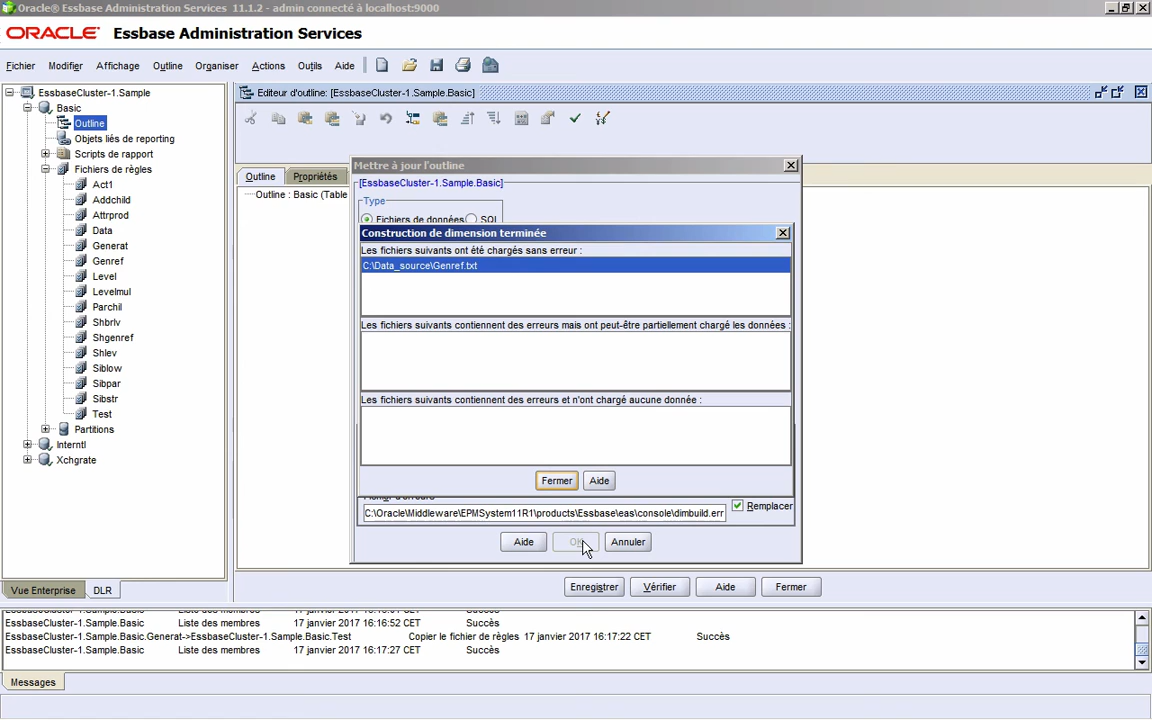 Oracle® Essbase Administration Services  11.1.2 - admin connecté à localhost:9000
ORACLE Essbase Administration Services
Fichier Modifier Affichage Outline Organiser Actions Outils Aide
EssbaseCluster-1.Sample
Basic
Outline
Objets liés de reporting
Scripts de rapport
Fichiers de règles
Act1
Addchild
Attrprod
Data
Generat
Genref
Level
Levelmul
Parchil
Shbrlv
Shgenref
Shlev
Siblow
Sibpar
Sibstr
Test
Partitions
Interntl
Xchgrate
Vue Enterprise DLR
Editeur d'outline: [EssbaseCluster-1.Sample.Basic]
Outline Propriétés
Outline : Basic (Table
Mettre à jour l'outline
[EssbaseCluster-1.Sample.Basic]
Type
Fichiers de données SQL
Construction de dimension terminée
Les fichiers suivants ont été chargés sans erreur :
C:\Data_source\Genref.txt
Les fichiers suivants contiennent des erreurs mais ont peut-être partiellement chargé les données :
Les fichiers suivants contiennent des erreurs et n'ont chargé aucune donnée :
Fermer Aide
Fichier d'erreurs
C:\Oracle\Middleware\EPMSystem11R1\products\Essbase\eas\console\dimbuild.err Remplacer
Aide OK Annuler
Enregistrer Vérifier Aide Fermer
EssbaseCluster-1.Sample.Basic Liste des membres 17 janvier 2017 16:16:52 CET Succès
EssbaseCluster-1.Sample.Basic.Generat->EssbaseCluster-1.Sample.Basic.Test Copier le fichier de règles 17 janvier 2017 16:17:22 CET Succès
EssbaseCluster-1.Sample.Basic Liste des membres 17 janvier 2017 16:17:27 CET Succès
Messages